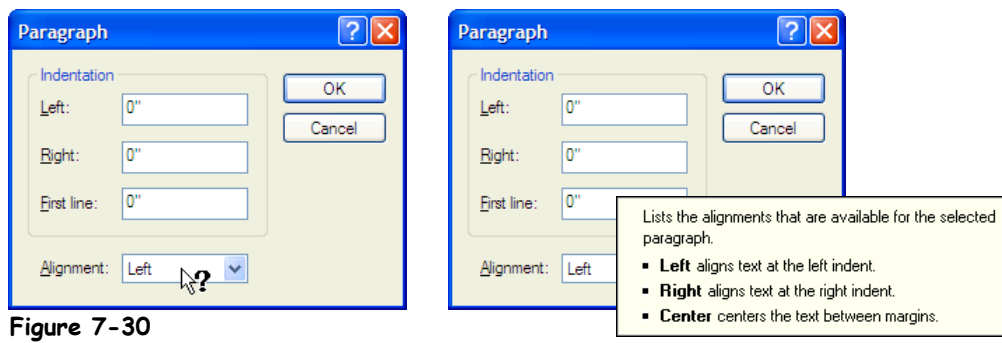 Paragraph
Indentation
Left: 0"
OK
Cancel
Right: 0"
First line: 0"
Alignment: Left
?
Figure 7-30
Paragraph
Indentation
Left: 0"
OK
Cancel
Right: 0"
First line: 0"
Alignment: Left
Lists the alignments that are available for the selected
paragraph.
▪ Left aligns text at the left indent.
▪ Right aligns text at the right indent.
▪ Center centers the text between margins.